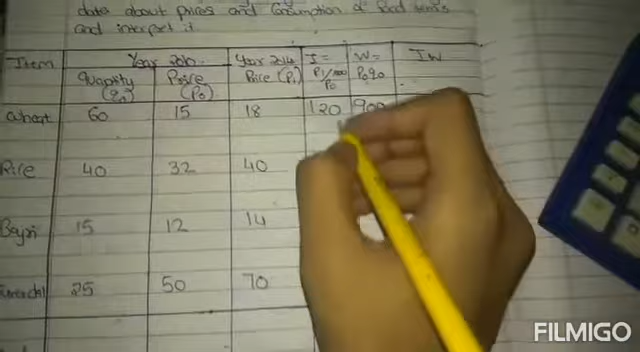 data about prices and Consumption of food items
and interpret it.
Item Year 2010 Year 2014 I = W = IW
Quantity Price Price (P1) P1/100 P0q0
(q0) (P0) P0
Wheat 60 15 18 120 900
Rice 40 32 40
Bajri 15 12 14
25 50 70
FILMIGO